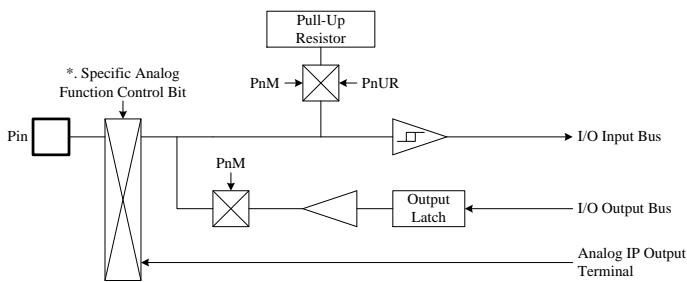 Pull-Up
Resistor
*. Specific Analog
Function Control Bit
PnM
PnUR
Pin
I/O Input Bus
PnM
Output
Latch
I/O Output Bus
Analog IP Output
Terminal